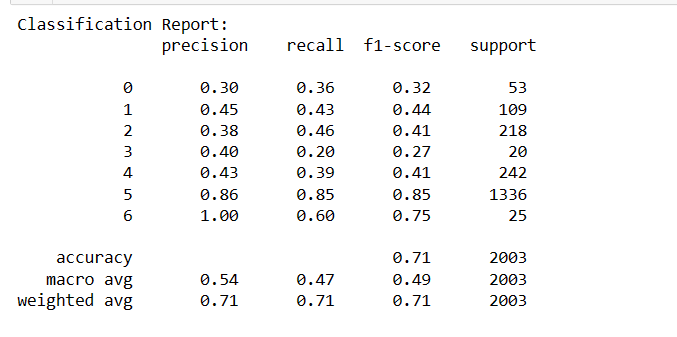 Classification Report:
precision recall f1-score support
0 0.30 0.36 0.32 53
1 0.45 0.43 0.44 109
2 0.38 0.46 0.41 218
3 0.40 0.20 0.27 20
4 0.43 0.39 0.41 242
5 0.86 0.85 0.85 1336
6 1.00 0.60 0.75 25
accuracy 0.71 2003
macro avg 0.54 0.47 0.49 2003
weighted avg 0.71 0.71 0.71 2003